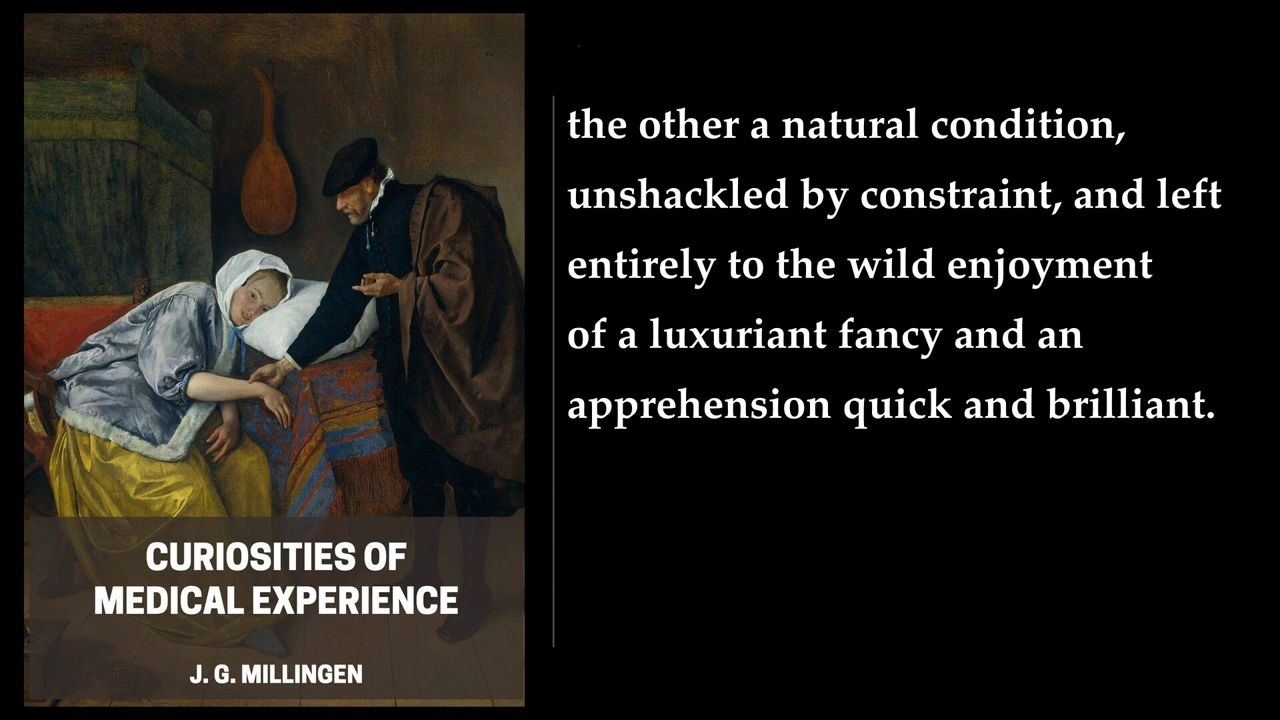 the other a natural condition,
unshackled by constraint, and left
entirely to the wild enjoyment
of a luxuriant fancy and an
apprehension quick and brilliant.
CURIOSITIES OF
MEDICAL EXPERIENCE
J. G. MILLINGEN